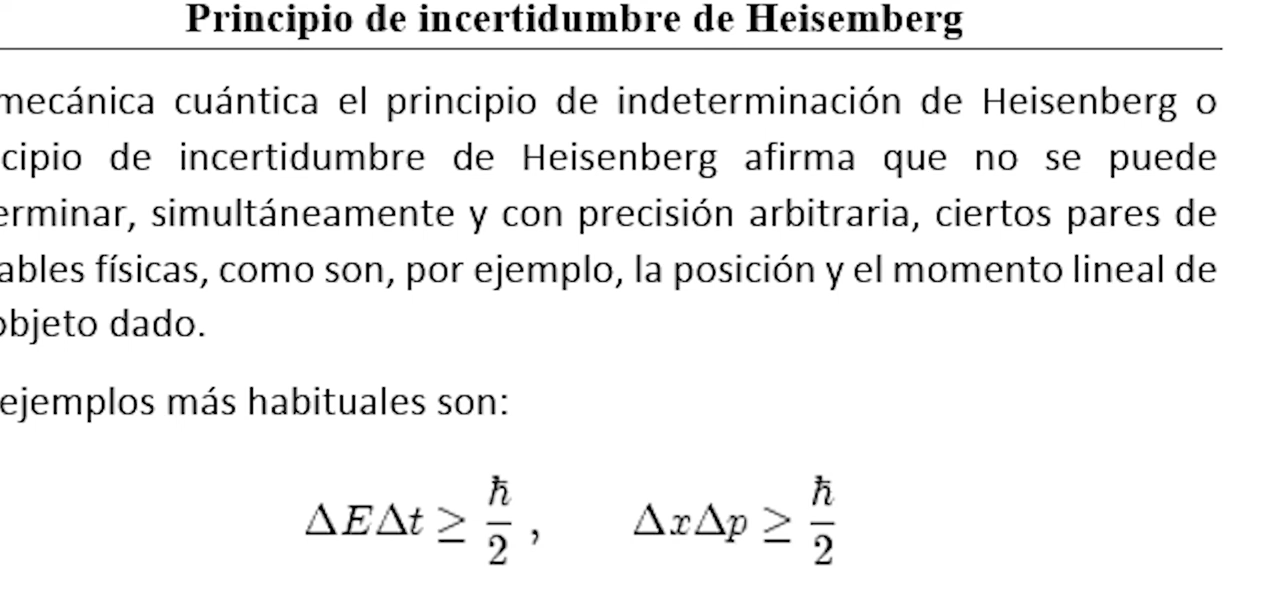 Principio de incertidumbre de Heisemberg
mecánica cuántica el principio de indeterminación de Heisenberg o
cipio de incertidumbre de Heisenberg afirma que no se puede
erminar, simultáneamente y con precisión arbitraria, ciertos pares de
ables físicas, como son, por ejemplo, la posición y el momento lineal de
objeto dado.
ejemplos más habituales son:
ΔEΔt ≥ ħ/2 , ΔxΔp ≥ ħ/2